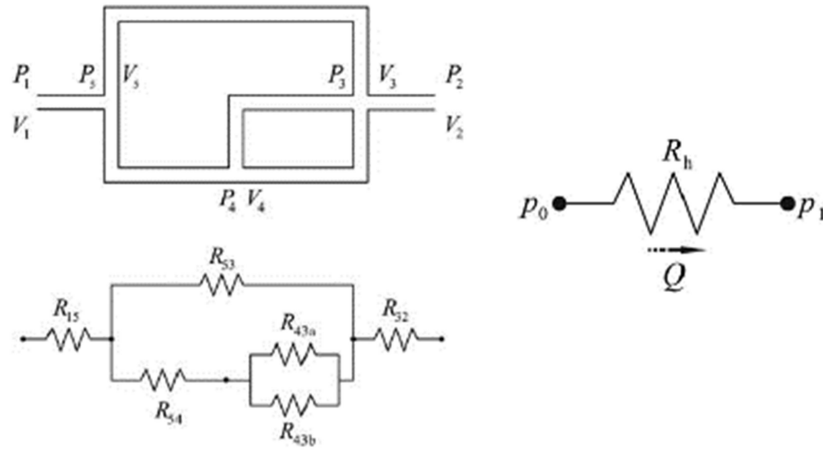 P₁ P₅ V₅ P₃ V₃ P₂
V₁ V₂
P₄ V₄
R₅₃
R₁₅ R₄₃ₐ R₃₂
R₅₄
R₄₃b
Rₕ
p₀ p₁
Q